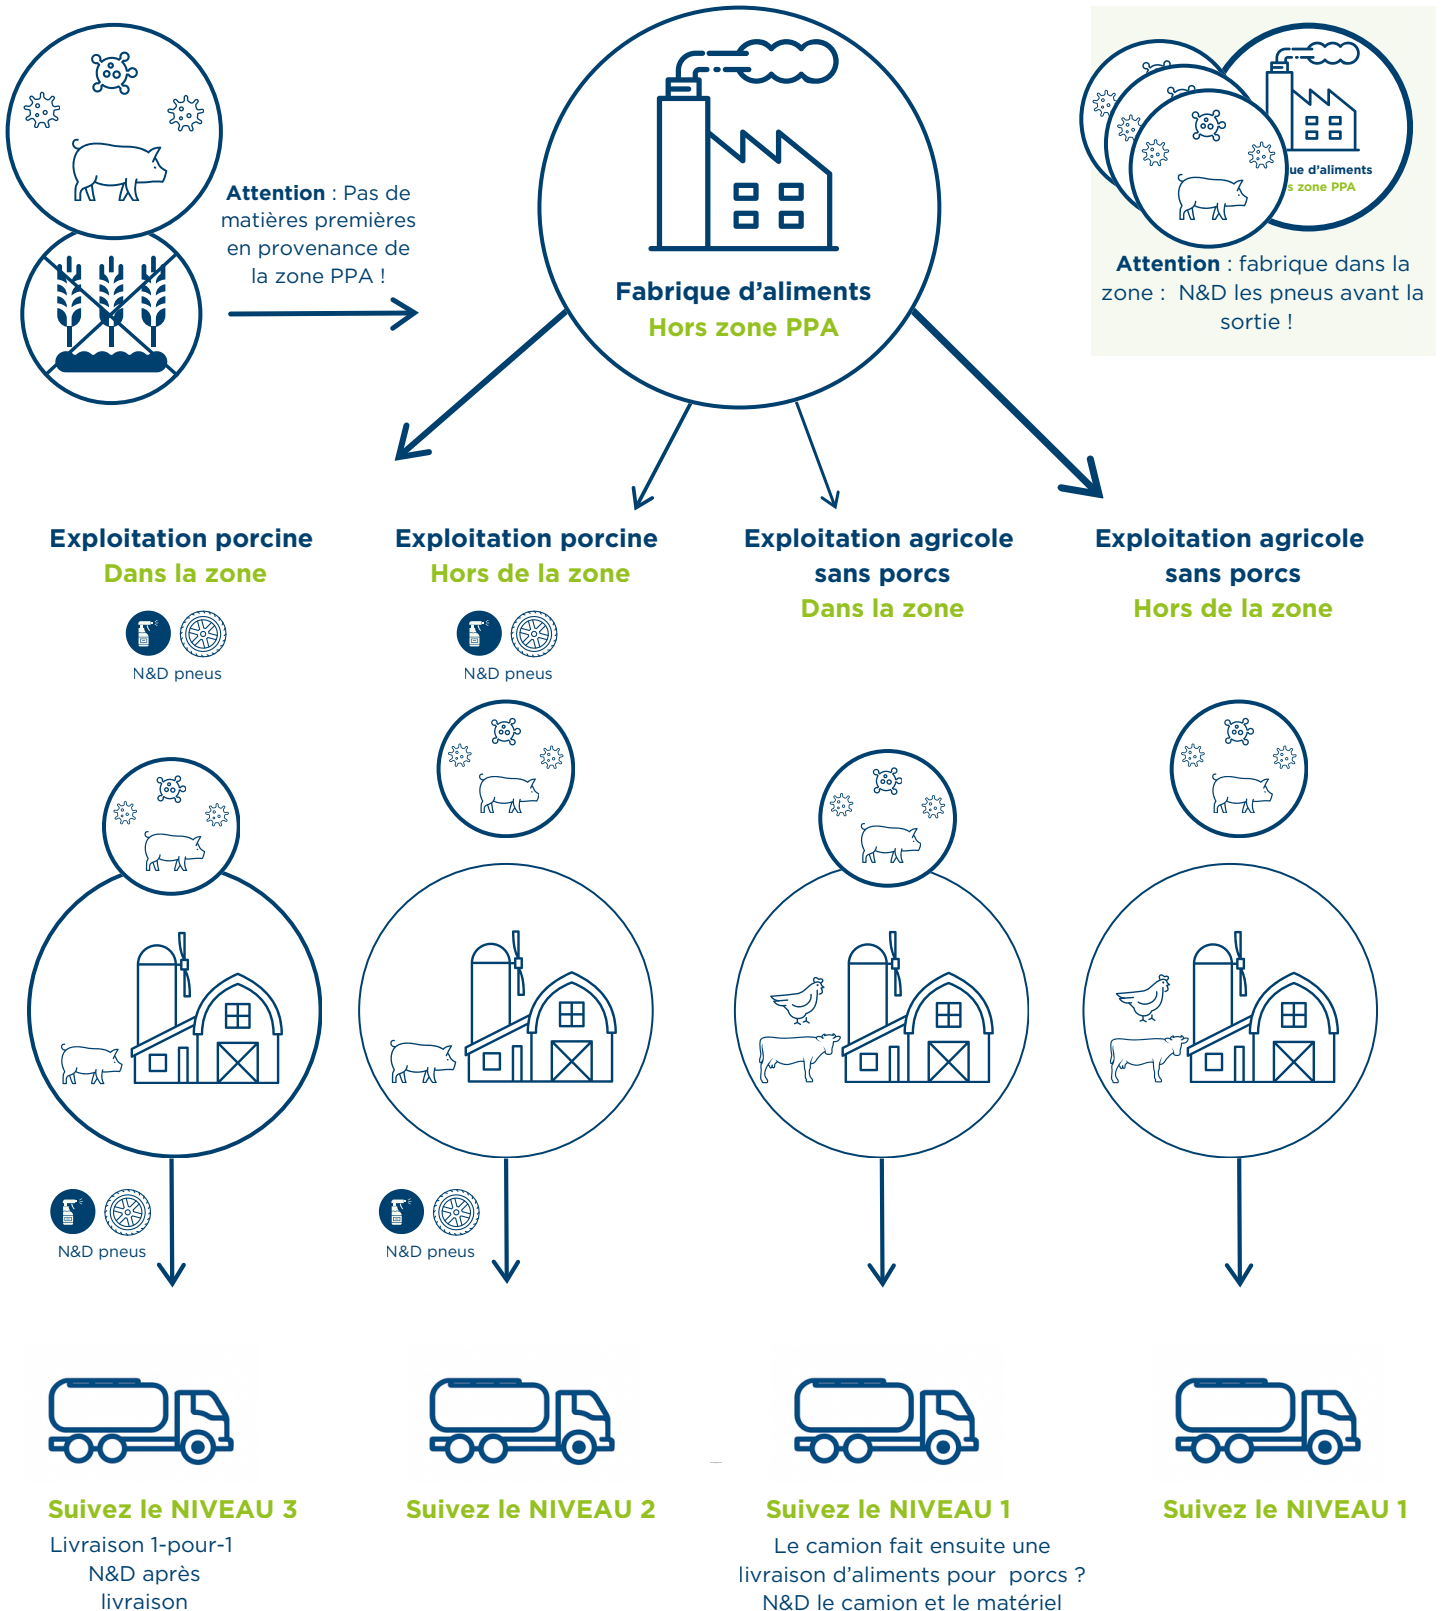 Attention : Pas de
matières premières
en provenance de
la zone PPA !
Fabrique d'aliments
Hors zone PPA
ue d'aliments
s zone PPA
Attention : fabrique dans la
zone : N&D les pneus avant la
sortie !
Exploitation porcine
Dans la zone
N&D pneus
Exploitation porcine
Hors de la zone
N&D pneus
Exploitation agricole
sans porcs
Dans la zone
Exploitation agricole
sans porcs
Hors de la zone
N&D pneus
N&D pneus
Suivez le NIVEAU 3
Livraison 1-pour-1
N&D après
livraison
Suivez le NIVEAU 2
Suivez le NIVEAU 1
Le camion fait ensuite une
livraison d'aliments pour porcs ?
N&D le camion et le matériel
Suivez le NIVEAU 1